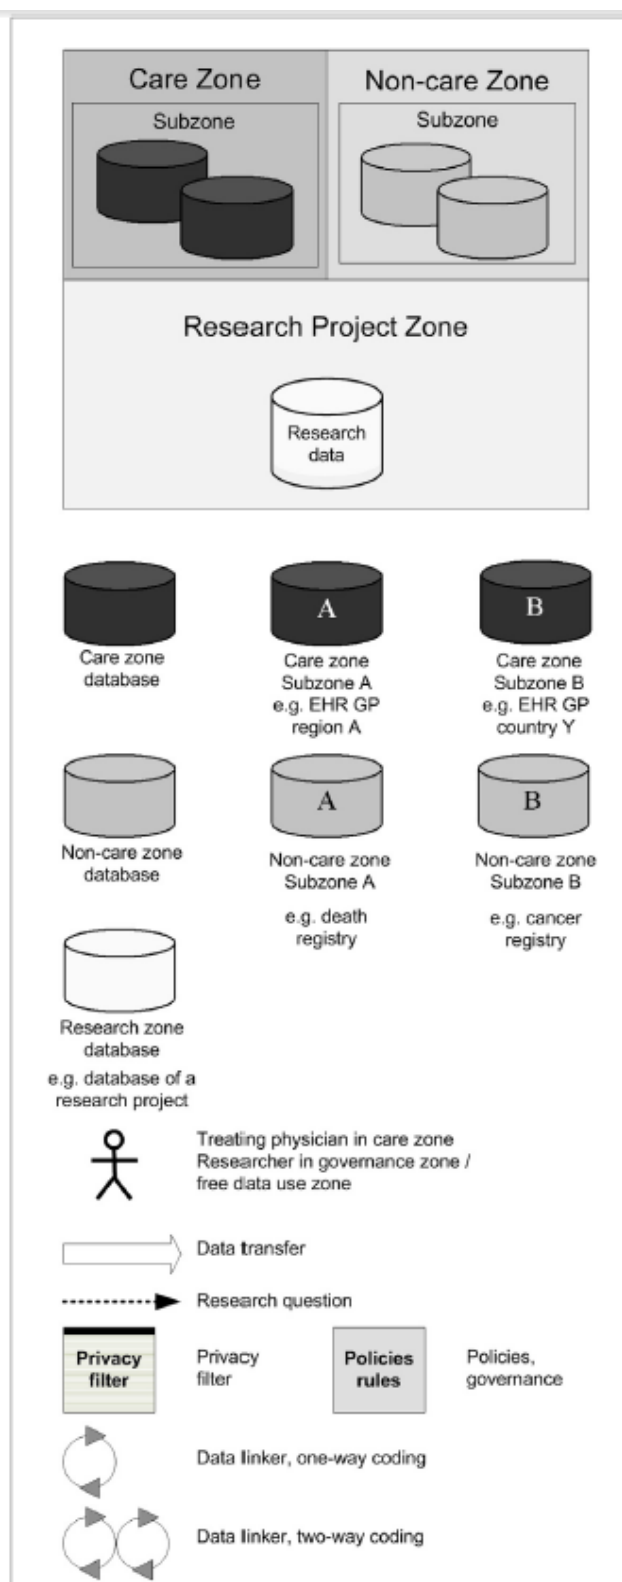 Care Zone
Non-care Zone
Subzone
Subzone
Research Project Zone
Research
data
Care zone
database
A
Care zone
Subzone A
e.g. EHR GP
region A
B
Care zone
Subzone B
e.g. EHR GP
country Y
Non-care zone
database
A
Non-care zone
Subzone A
e.g. death
registry
B
Non-care zone
Subzone B
e.g. cancer
registry
Research zone
database
e.g. database of a
research project
Treating physician in care zone
Researcher in governance zone /
free data use zone
Data transfer
Research question
Privacy
filter
Privacy
filter
Policies
rules
Policies,
governance
Data linker, one-way coding
Data linker, two-way coding